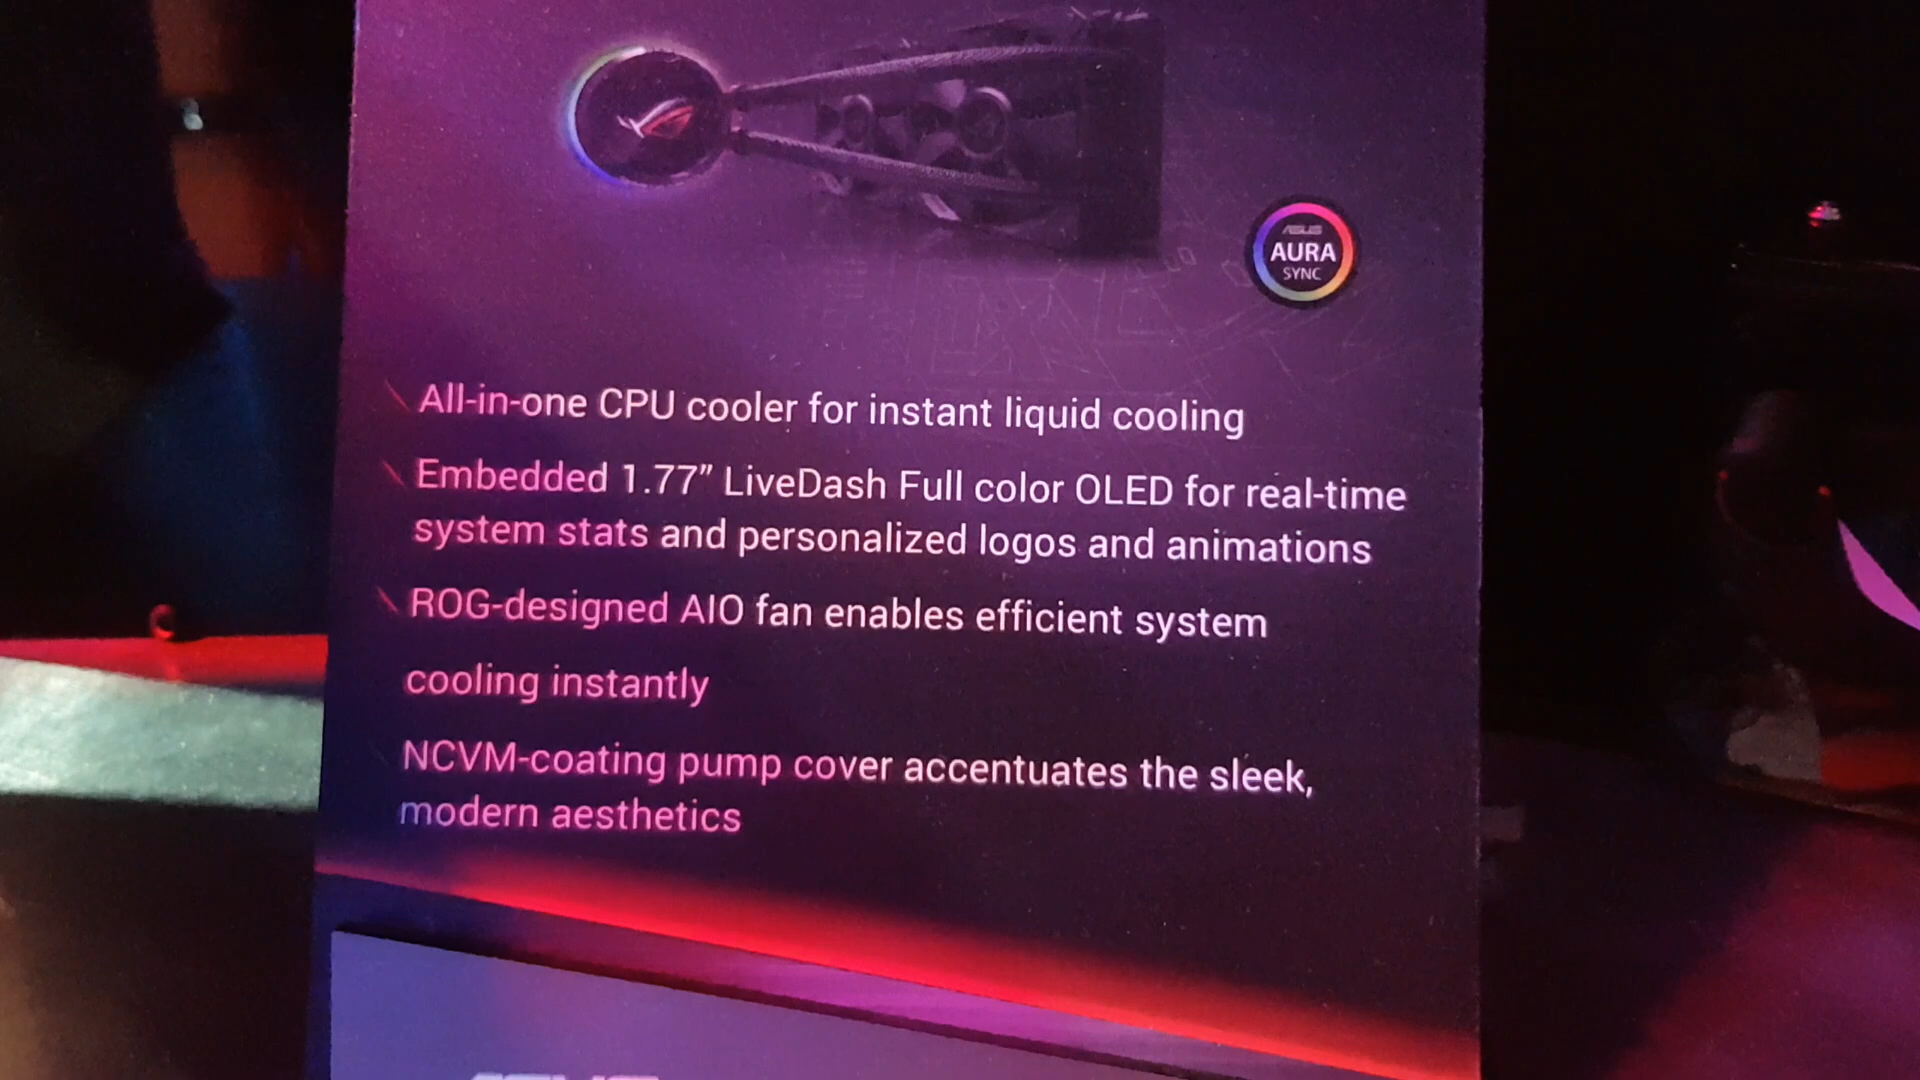 ASUS
AURA
SYNC
All-in-one CPU cooler for instant liquid cooling
Embedded 1.77” LiveDash Full color OLED for real-time
system stats and personalized logos and animations
ROG-designed AIO fan enables efficient system
cooling instantly
NCVM-coating pump cover accentuates the sleek,
modern aesthetics